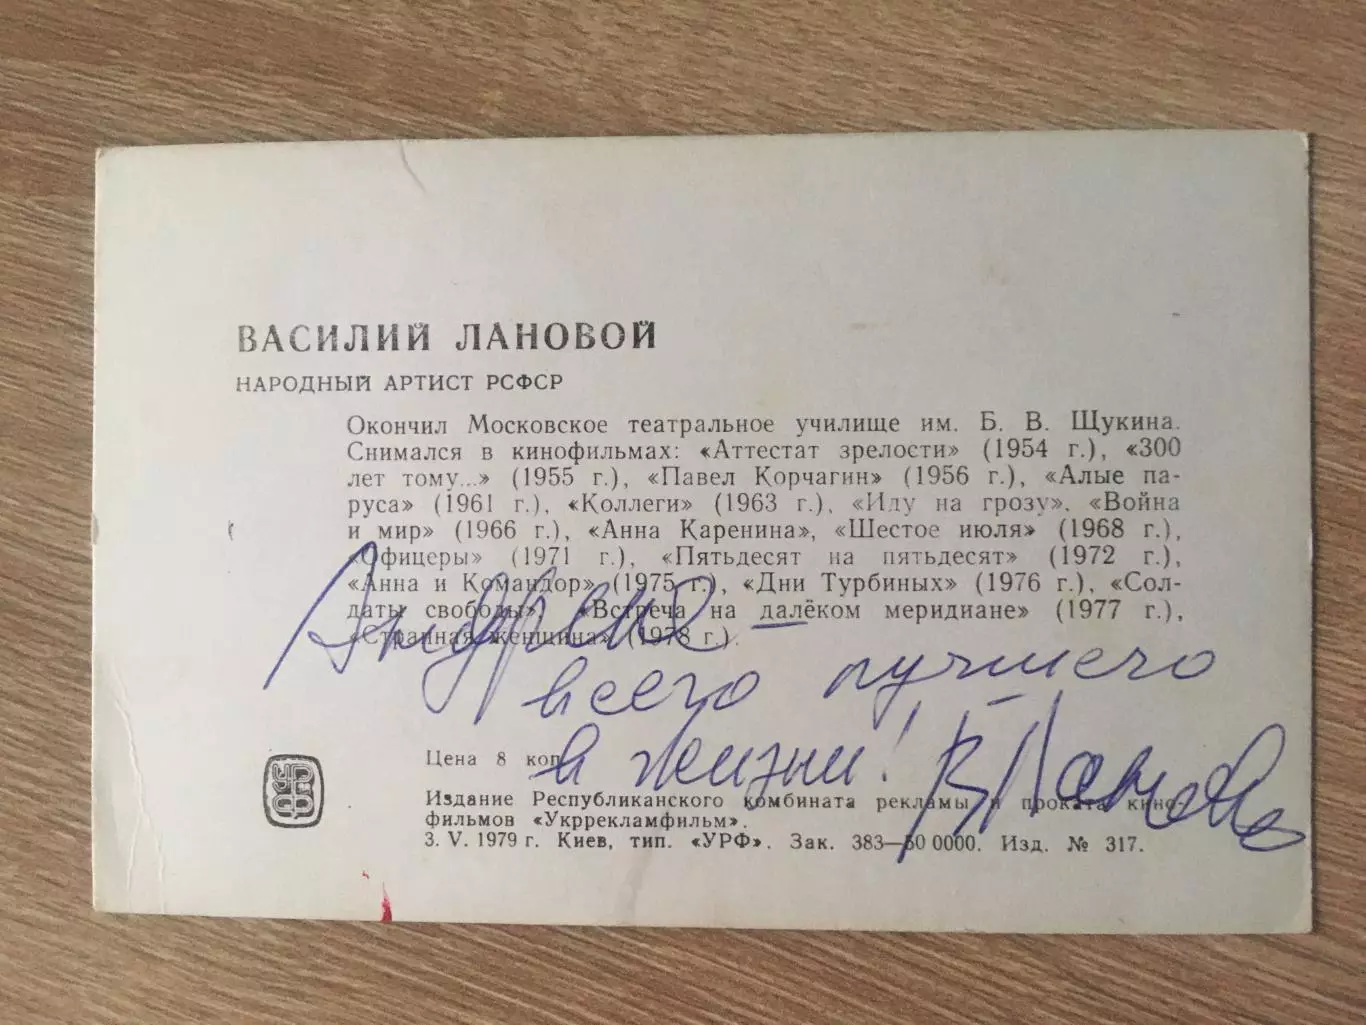 ВАСИЛИЙ ЛАНОВОЙ
НАРОДНЫЙ АРТИСТ РСФСР
Окончил Московское театральное училище им. Б. В. Щукина.
Снимался в кинофильмах: «Аттестат зрелости» (1954 г.), «300
лет тому...» (1955 г.), «Павел Корчагин» (1956 г.), «Алые па-
руса» (1961 г.), «Коллеги» (1963 г.), «Иду на грозу», «Война
и мир» (1966 г.), «Анна Каренина», «Шестое июля» (1968 г.),
«Офицеры» (1971 г.), «Пятьдесят на пятьдесят» (1972 г.),
«Анна и Командор» (1975 г.), «Дни Турбиных» (1976 г.), «Сол-
даты свободы», «Встреча на далёком меридиане» (1977 г.),
«Странная женщина» (1978 г.).
Андрею —
всего лучшего
в жизни! В Лановой
Цена 8 коп.
УРФ
Издание Республиканского комбината рекламы и проката кино-
фильмов «Укррекламфильм».
3. V. 1979 г. Киев, тип. «УРФ». Зак. 383—50 0000. Изд. № 317.